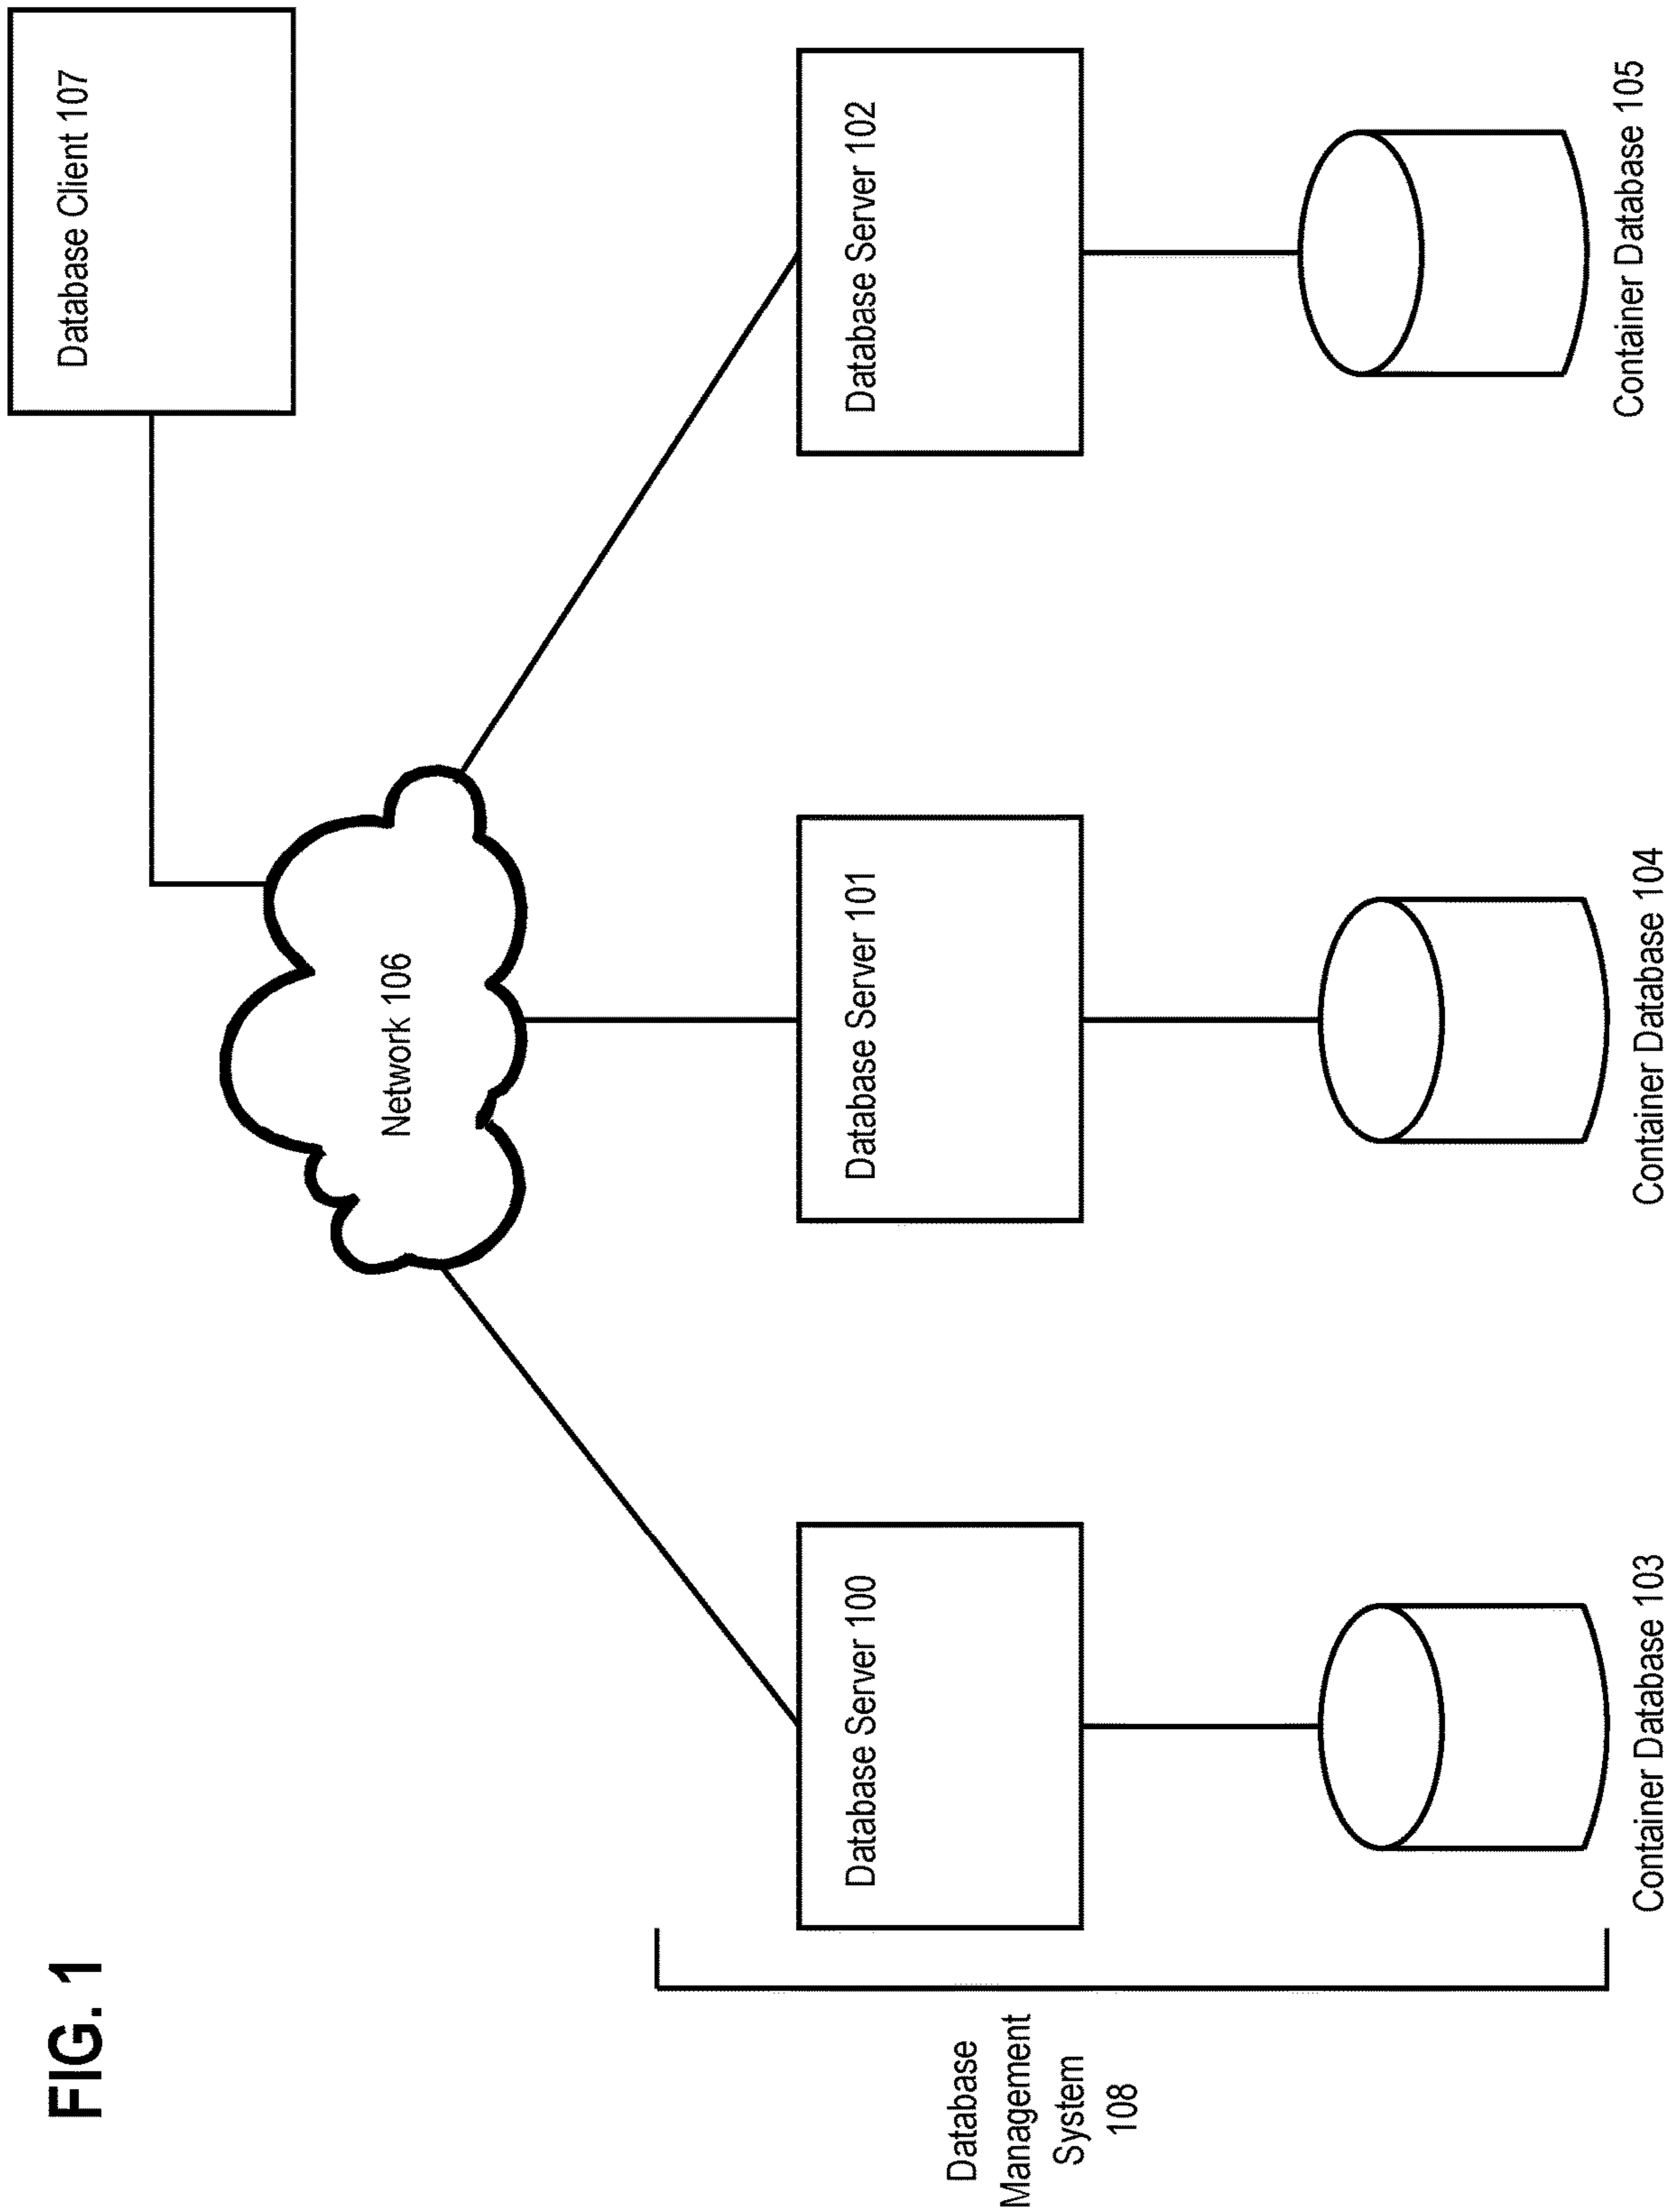 FIG. 1
Database Client 107
Network 106
Database Server 100
Database Server 101
Database Server 102
Database
Management
System
108
Container Database 103
Container Database 104
Container Database 105